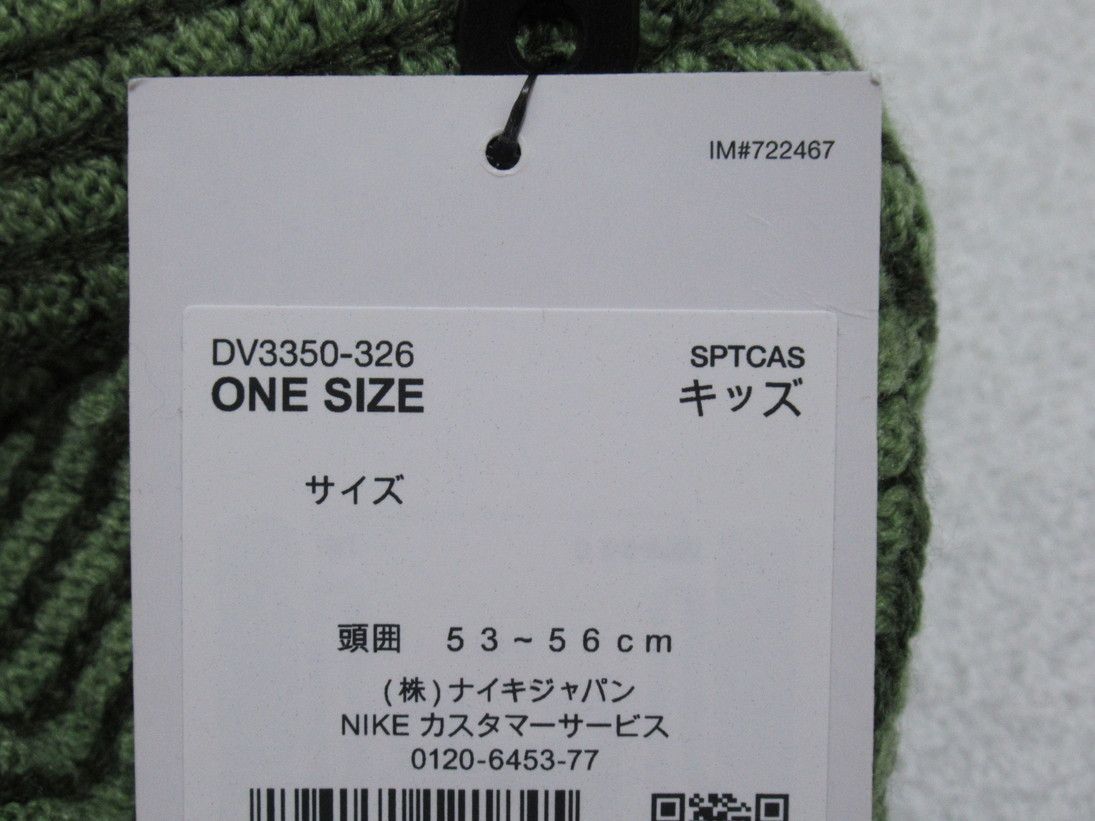 IM#722467
DV3350-326
SPTCAS
ONE SIZE
キッズ
サイズ
頭囲　５３~５６ｃｍ
(株)ナイキジャパン
NIKE カスタマーサービス
0120-6453-77